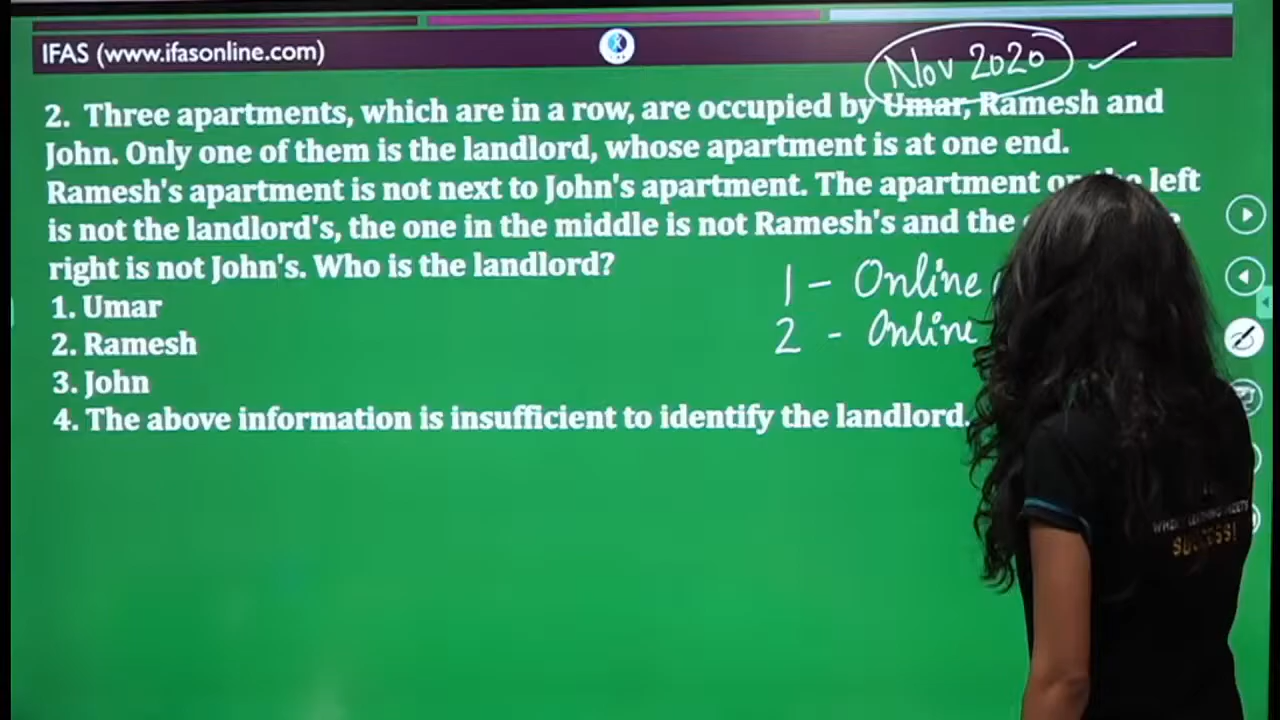 IFAS (www.ifasonline.com)
Nov 2020
2. Three apartments, which are in a row, are occupied by Umar, Ramesh and
John. Only one of them is the landlord, whose apartment is at one end.
Ramesh's apartment is not next to John's apartment. The apartment on the left
is not the landlord's, the one in the middle is not Ramesh's and the
right is not John's. Who is the landlord?
1 - Online
2 - Online
1. Umar
2. Ramesh
3. John
4. The above information is insufficient to identify the landlord.
SUCCESS!